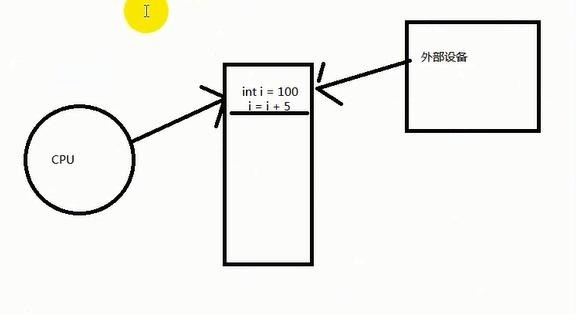 外部设备
int i = 100
i = i + 5
CPU